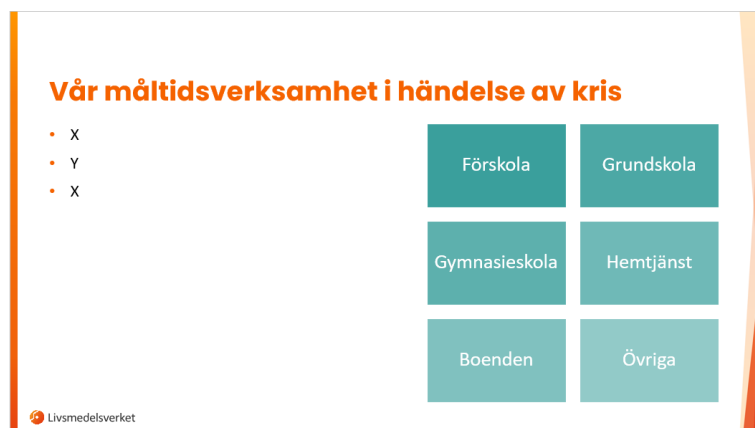 Vår måltidsverksamhet i händelse av kris
• X
• Y
• X
Förskola
Grundskola
Gymnasieskola
Hemtjänst
Boenden
Övriga
Livsmedelsverket